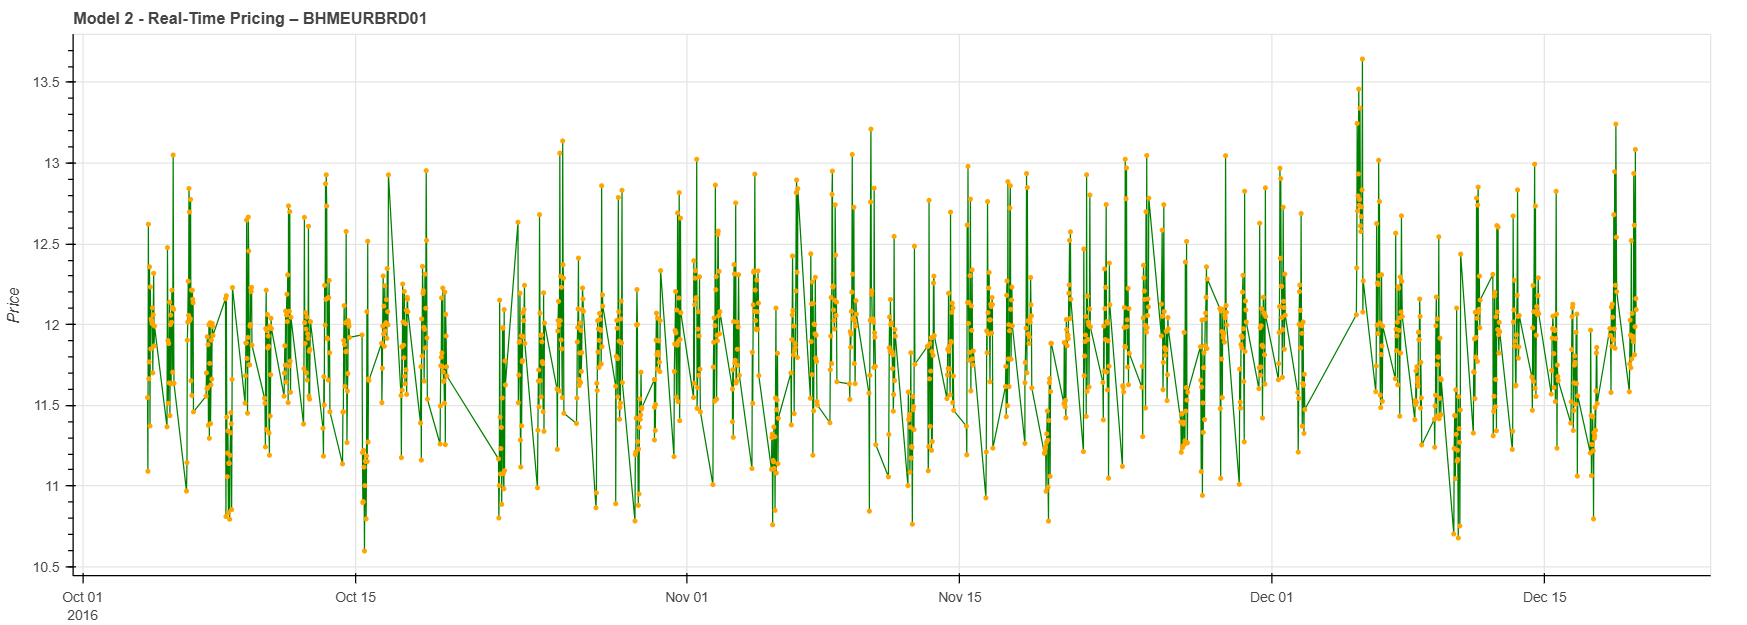 Model 2 - Real-Time Pricing – BHMEURBRD01
13.5
13
12.5
12
11.5
11
10.5
Price
Oct 01
2016
Oct 15
Nov 01
Nov 15
Dec 01
Dec 15